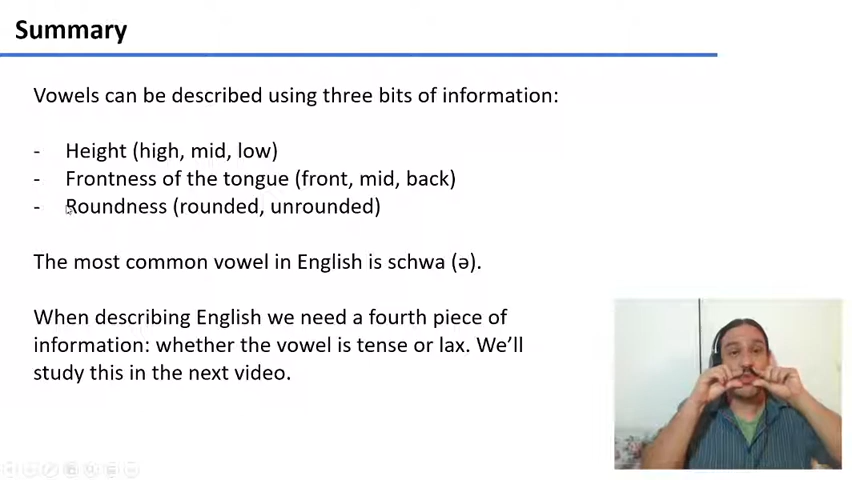 Summary
Vowels can be described using three bits of information:
- Height (high, mid, low)
- Frontness of the tongue (front, mid, back)
- Roundness (rounded, unrounded)
The most common vowel in English is schwa (ə).
When describing English we need a fourth piece of
information: whether the vowel is tense or lax. We’ll
study this in the next video.